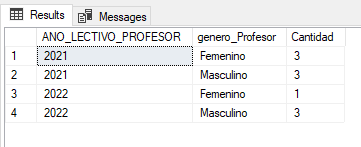 Results Messages
ANO_LECTIVO_PROFESOR genero_Profesor Cantidad
1 2021 Femenino 3
2 2021 Masculino 3
3 2022 Femenino 1
4 2022 Masculino 3